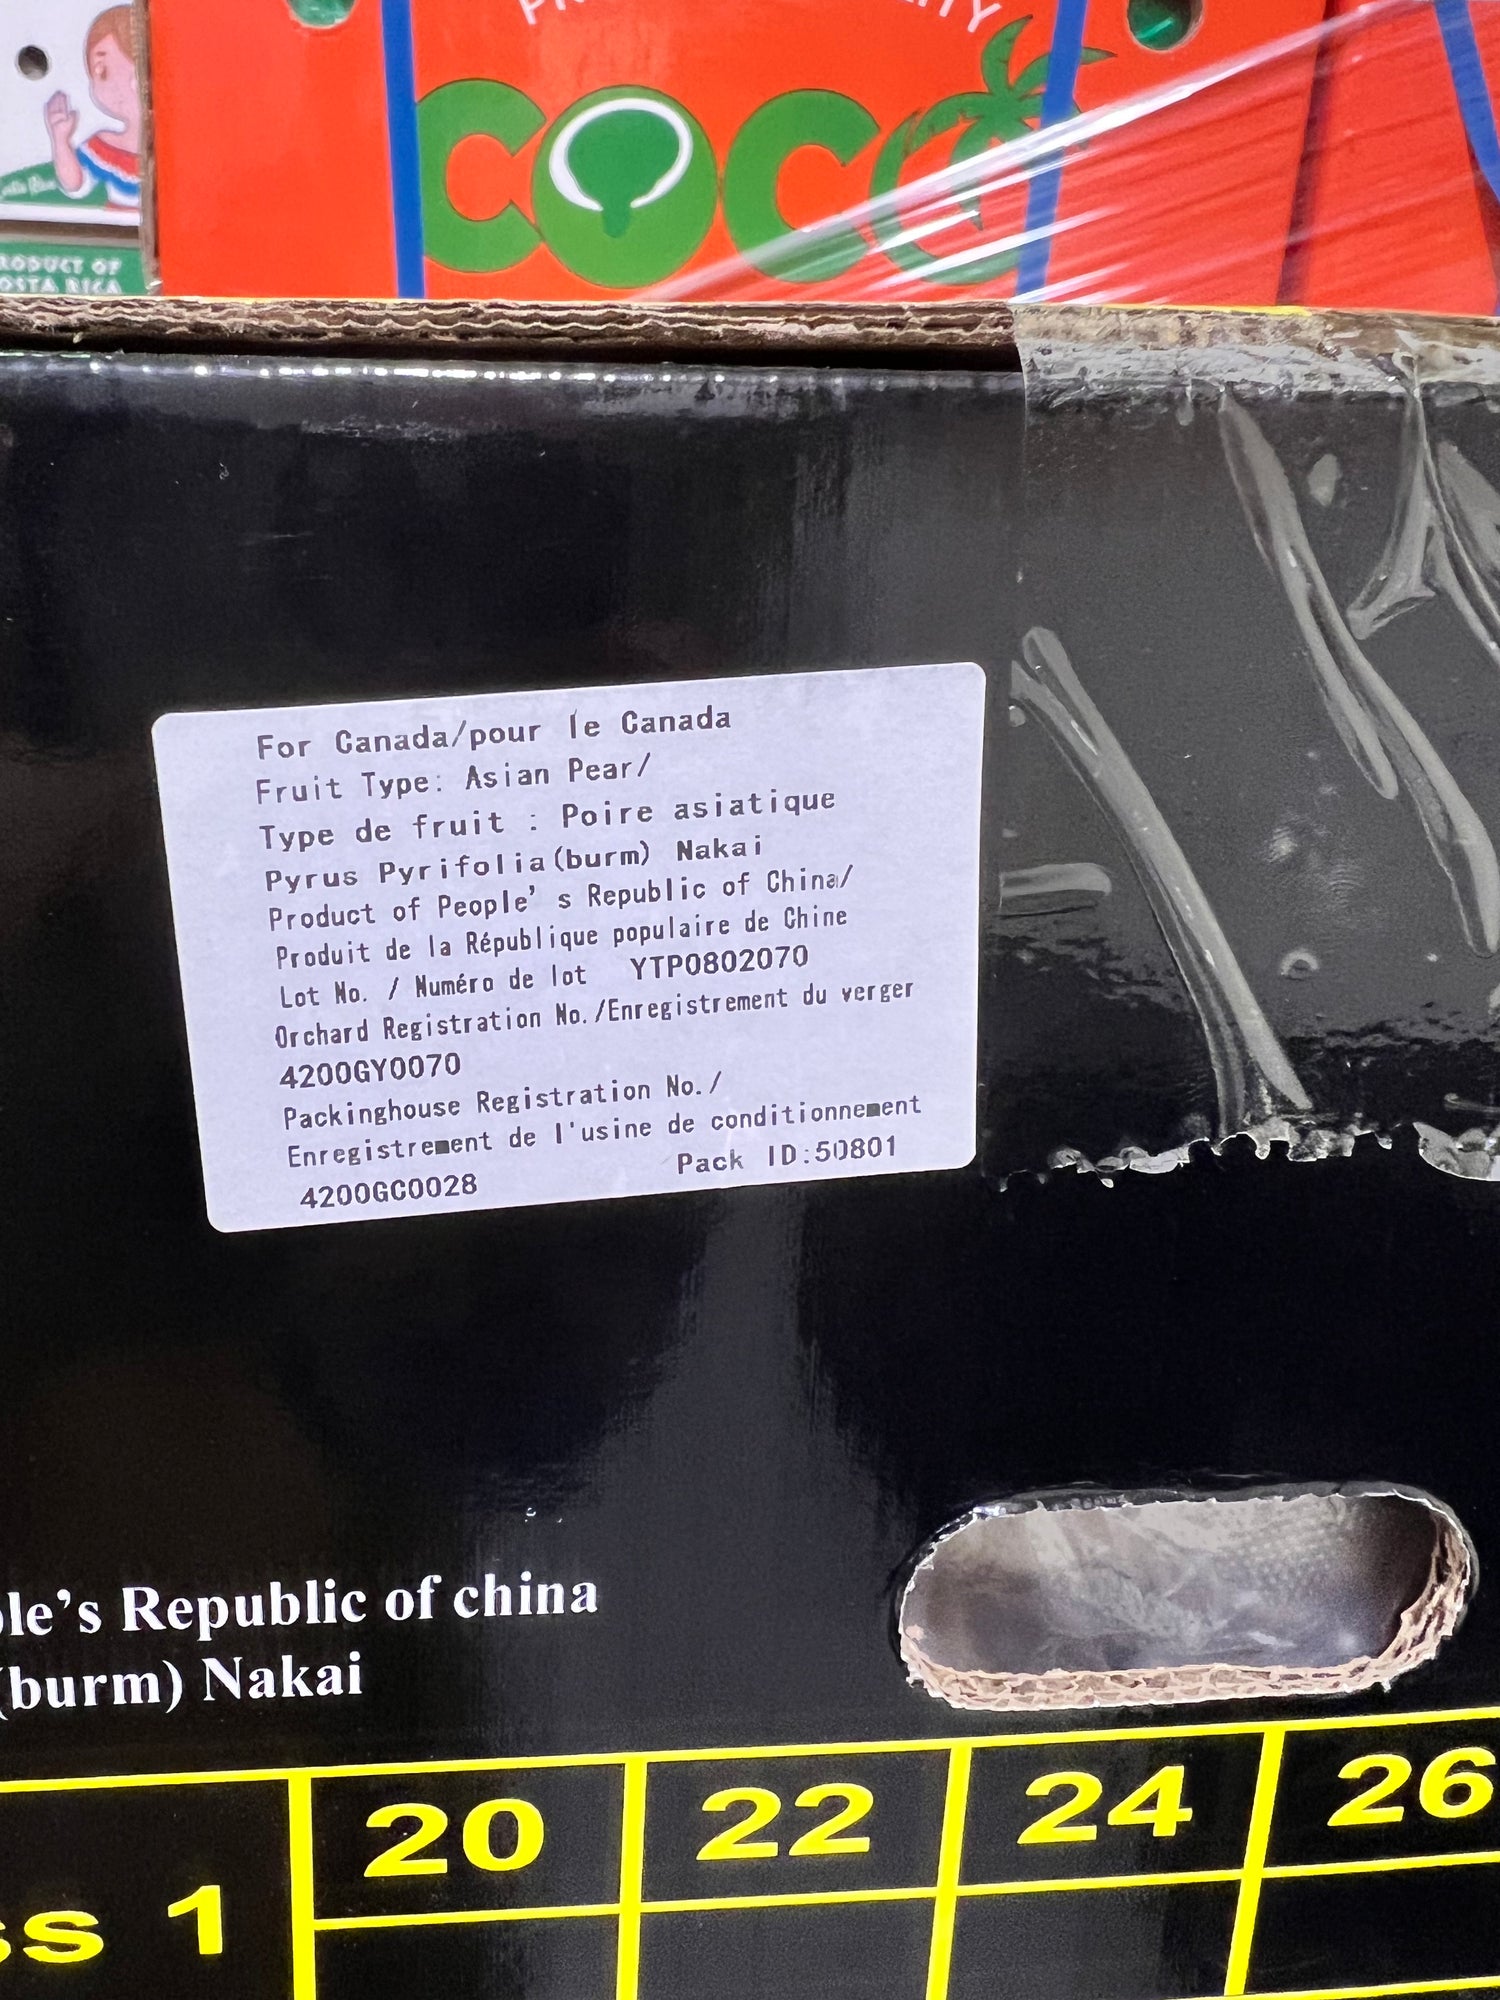 COCO
PRODUCT OF
COSTA RICA
For Canada/pour le Canada
Fruit Type: Asian Pear/
Type de fruit : Poire asiatique
Pyrus Pyrifolia(burm) Nakai
Product of People's Republic of China/
Produit de la République populaire de Chine
Lot No. / Numéro de lot YTP0802070
Orchard Registration No./Enregistrement du verger
4200GY0070
Packinghouse Registration No./
Enregistrement de l'usine de conditionnement
4200GC0028 Pack ID:50801
ple's Republic of china
(burm) Nakai
20 22 24 26
ss 1